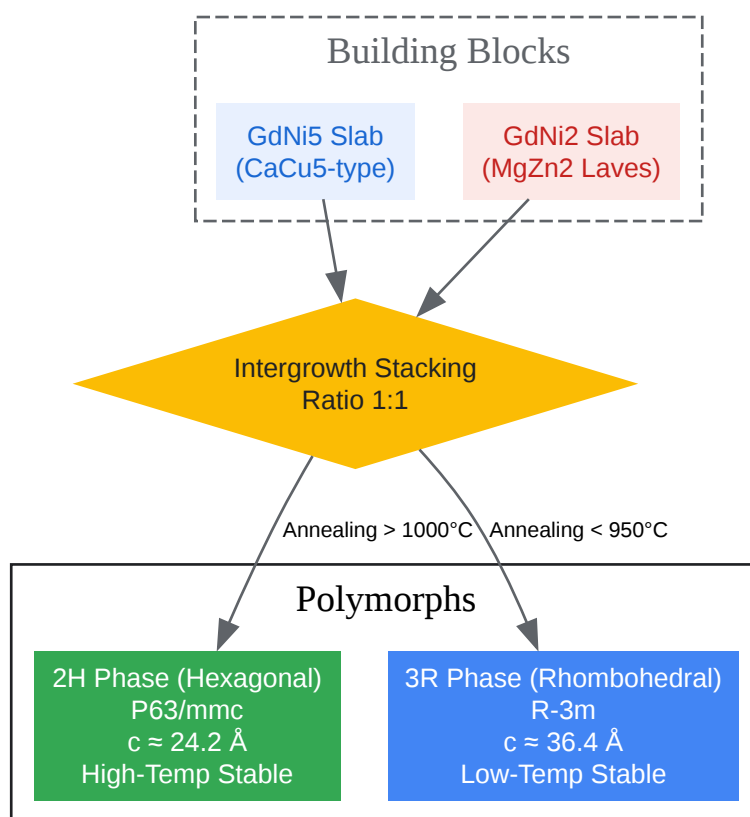 Building Blocks
GdNi5 Slab
(CaCu5-type)
GdNi2 Slab
(MgZn2 Laves)
Intergrowth Stacking
Ratio 1:1
Annealing > 1000°C
Annealing < 950°C
Polymorphs
2H Phase (Hexagonal)
P63/mmc
c ≈ 24.2 Å
High-Temp Stable
3R Phase (Rhombohedral)
R-3m
c ≈ 36.4 Å
Low-Temp Stable